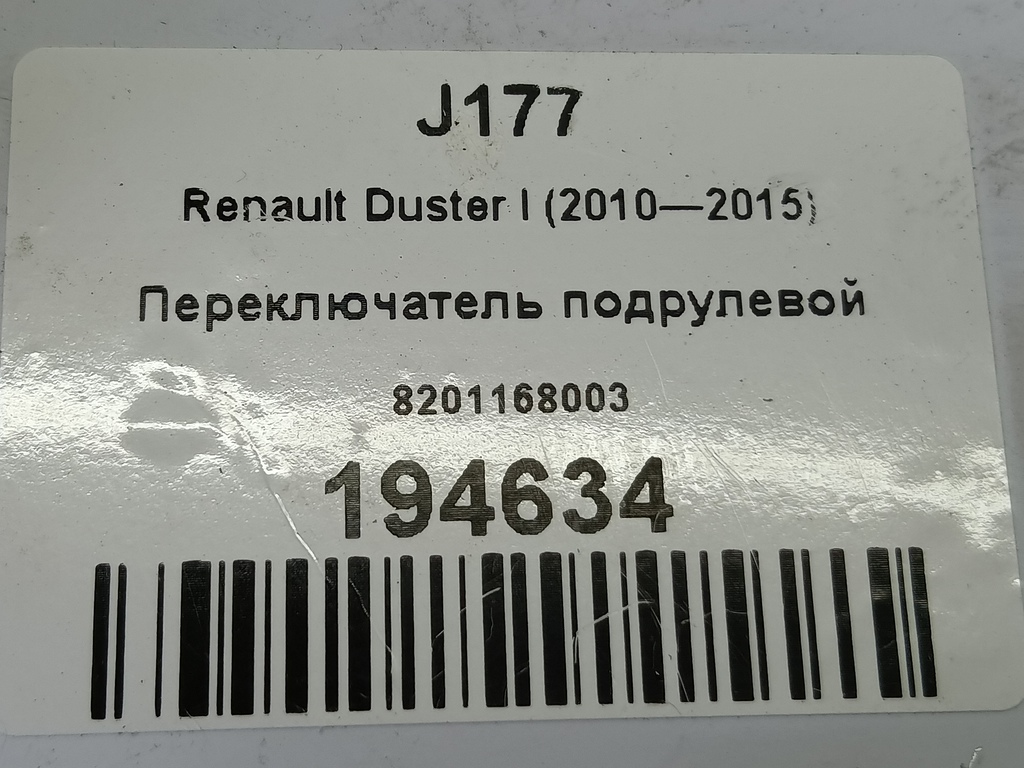 J177
Renault Duster I (2010—2015)
Переключатель подрулевой
8201168003
194634